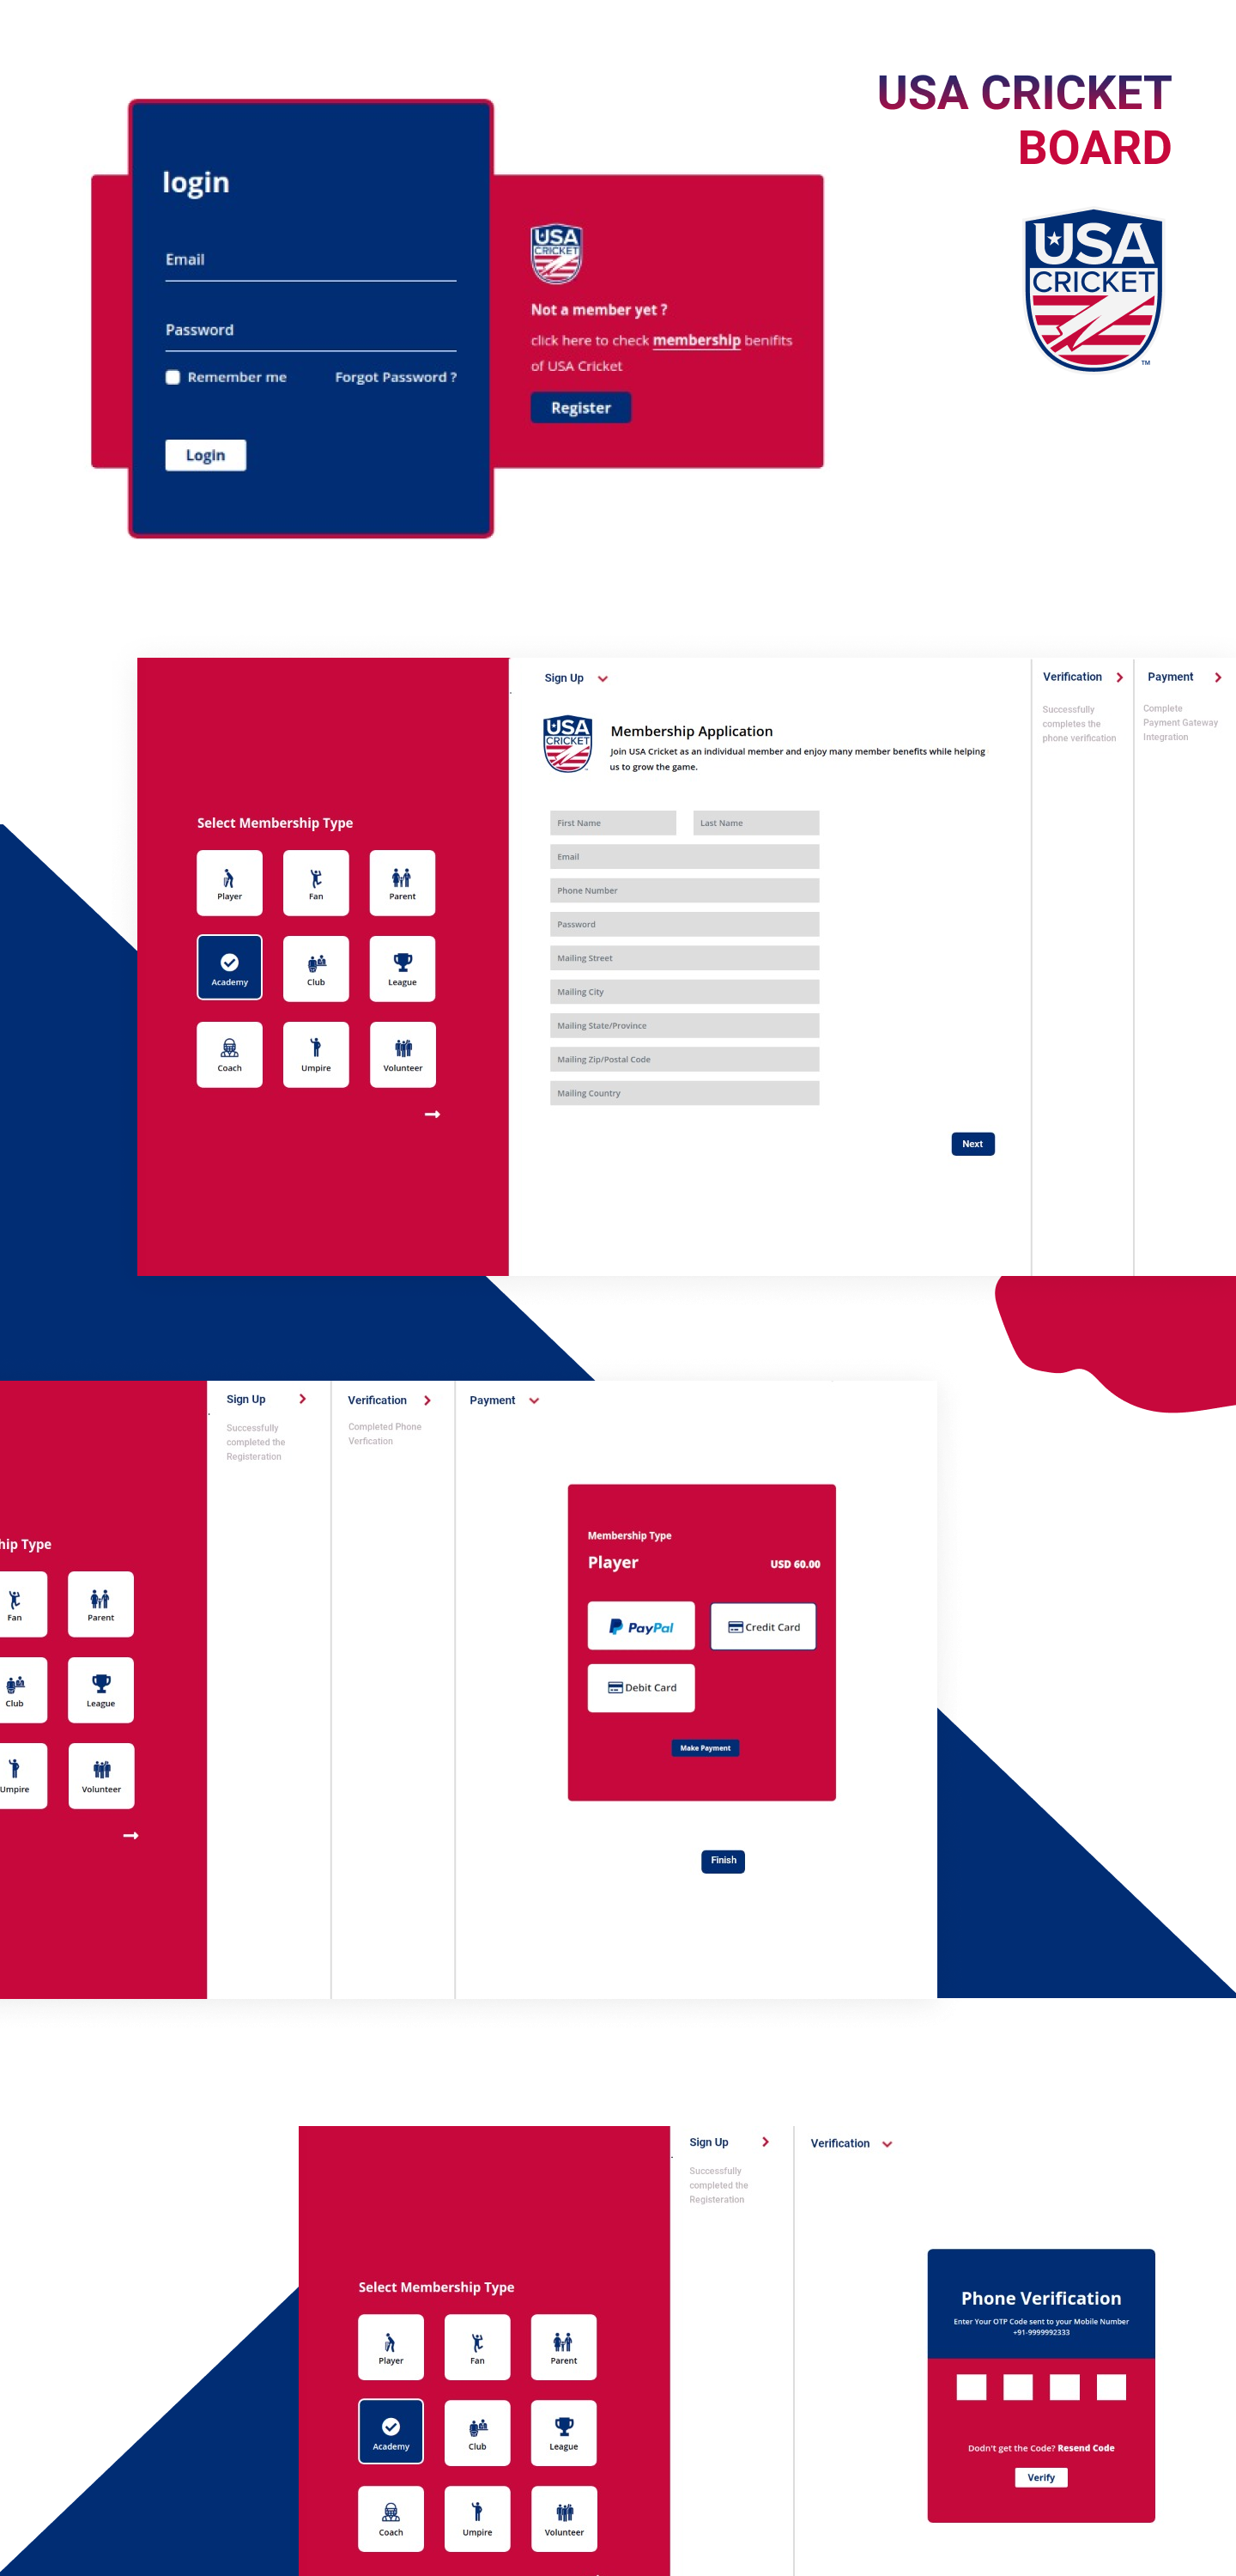 USA CRICKET
BOARD
USA
CRICKET
TM
login
Email
Password
Remember me
Forgot Password ?
Login
USA
CRICKET
Not a member yet ?
click here to check membership benifits
of USA Cricket
Register
Select Membership Type
Player
Fan
Parent
Academy
Club
League
Coach
Umpire
Volunteer
Sign Up
USA
CRICKET
Membership Application
Join USA Cricket as an individual member and enjoy many member benefits while helping
us to grow the game.
First Name
Last Name
Email
Phone Number
Password
Mailing Street
Mailing City
Mailing State/Province
Mailing Zip/Postal Code
Mailing Country
Next
Verification
Successfully
completes the
phone verification
Payment
Complete
Payment Gateway
Integration
hip Type
Fan
Parent
Club
League
Umpire
Volunteer
Sign Up
Successfully
completed the
Registeration
Verification
Completed Phone
Verfication
Payment
Membership Type
Player
USD 60.00
PayPal
Credit Card
Debit Card
Make Payment
Finish
Select Membership Type
Player
Fan
Parent
Academy
Club
League
Coach
Umpire
Volunteer
Sign Up
Successfully
completed the
Registeration
Verification
Phone Verification
Enter Your OTP Code sent to your Mobile Number
+91-9999992333
Dodn't get the Code? Resend Code
Verify